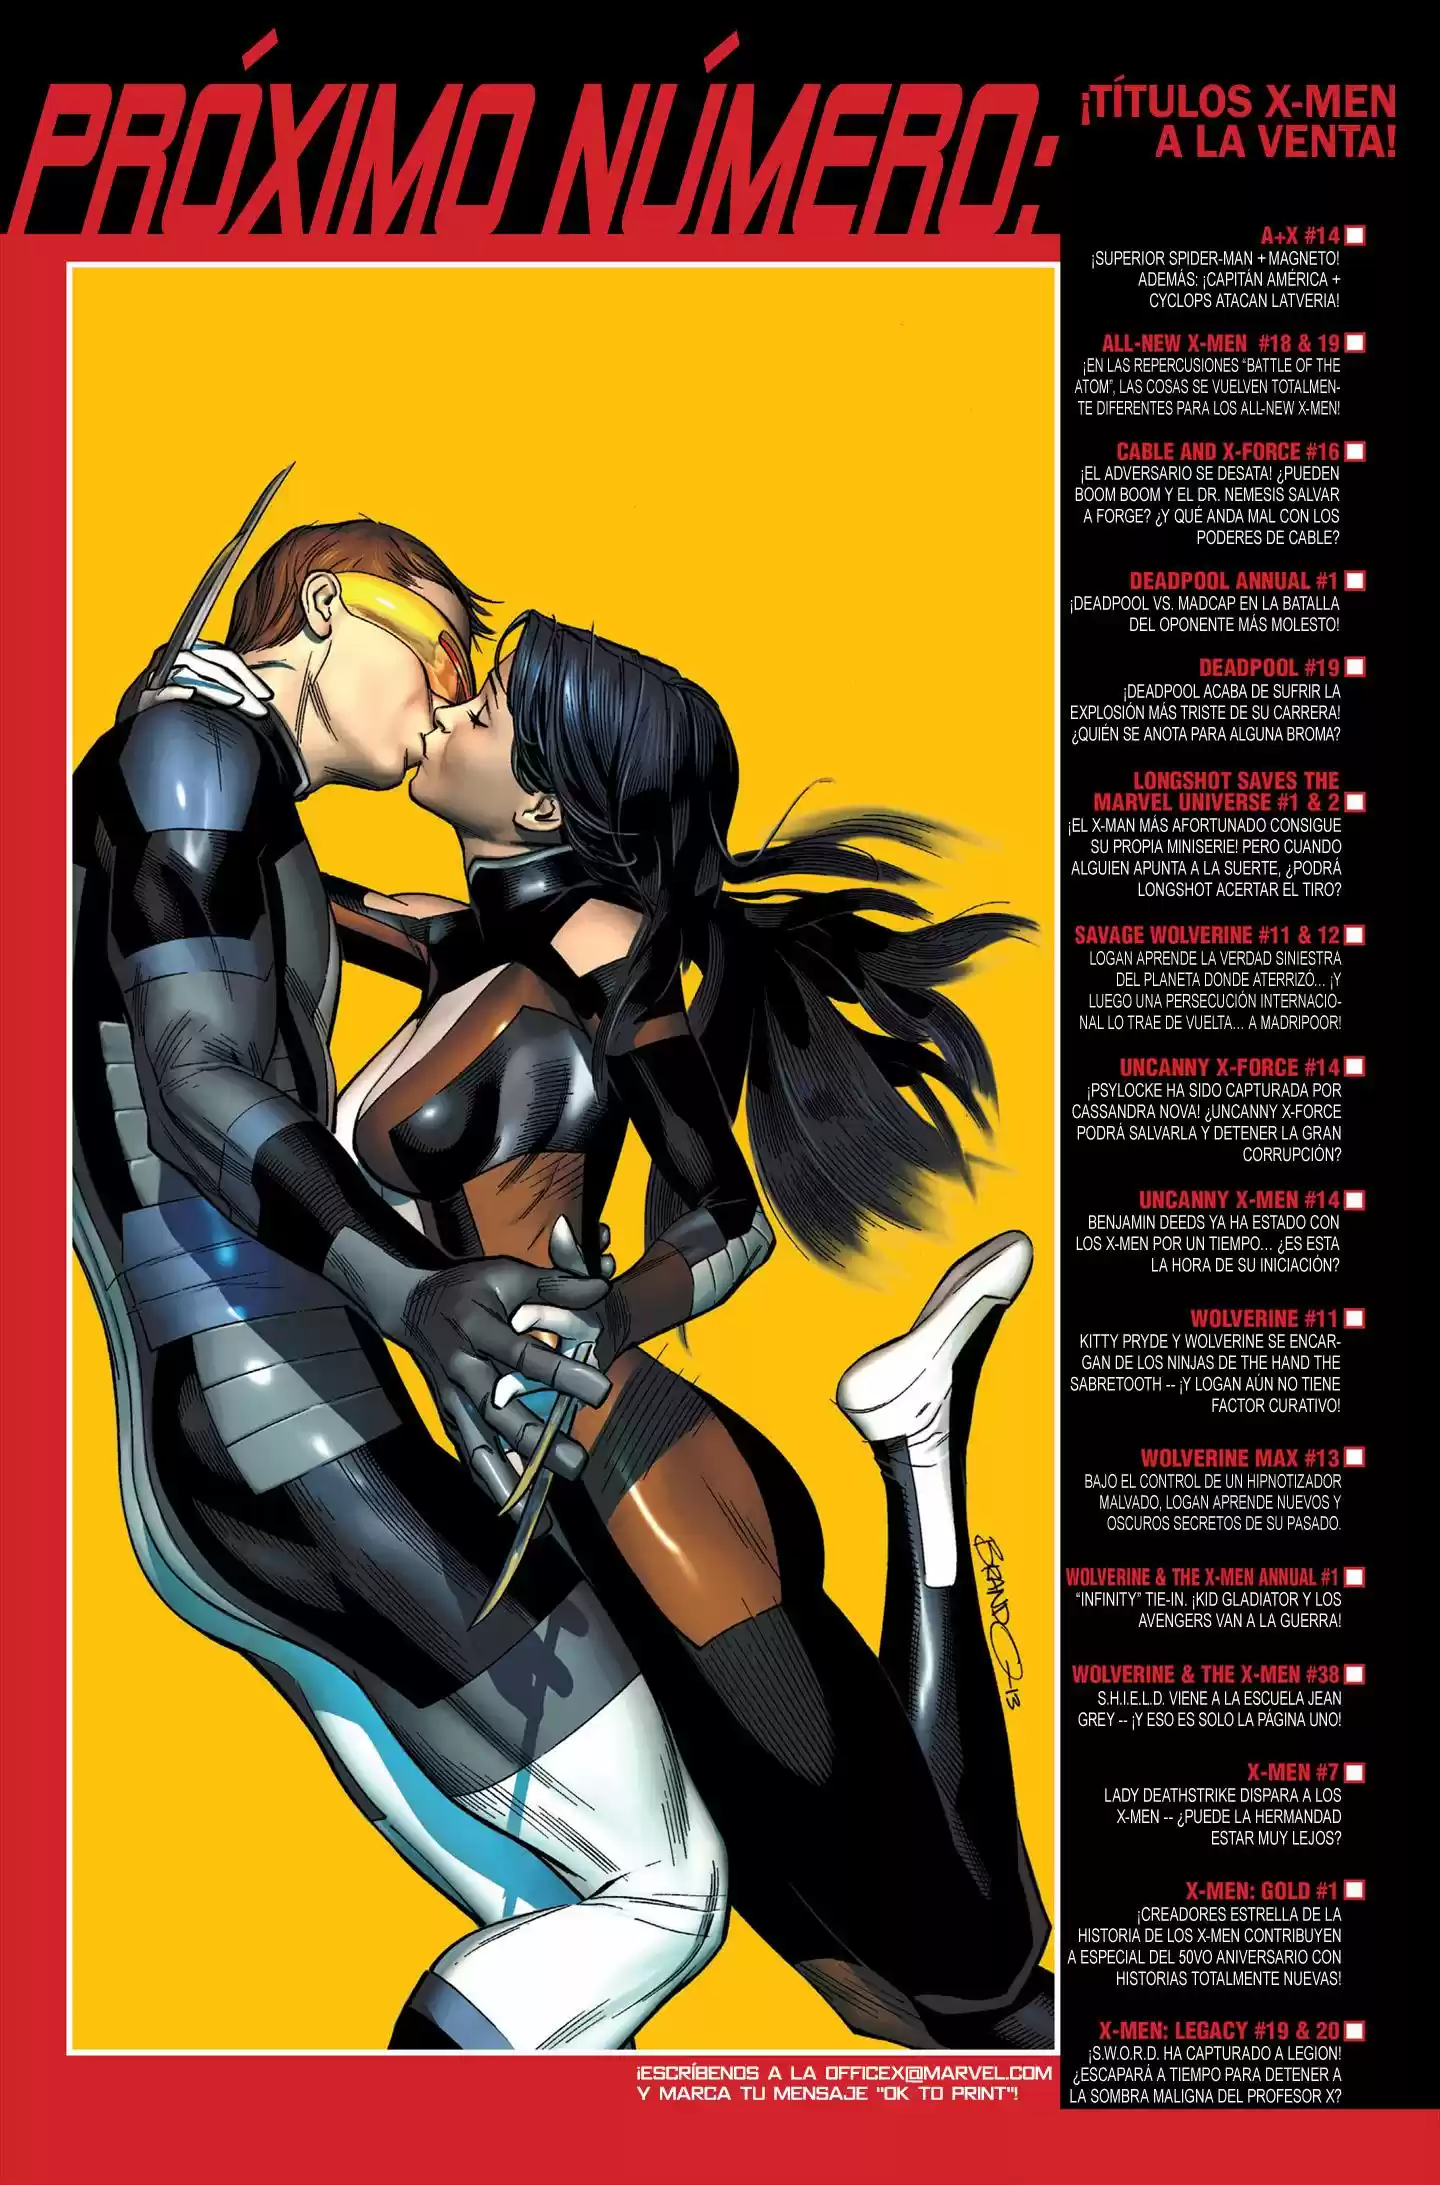 PRÓXIMO NÚMERO:
¡TÍTULOS X-MEN
A LA VENTA!
A+X #14
¡SUPERIOR SPIDER-MAN + MAGNETO!
ADEMÁS: ¡CAPITÁN AMÉRICA +
CYCLOPS ATACAN LATVERIA!
ALL-NEW X-MEN #18 & 19
¡EN LAS REPERCUSIONES “BATTLE OF THE
ATOM”, LAS COSAS SE VUELVEN TOTALMEN-
TE DIFERENTES PARA LOS ALL-NEW X-MEN!
CABLE AND X-FORCE #16
¡EL ADVERSARIO SE DESATA! ¿PUEDEN
BOOM BOOM Y EL DR. NEMESIS SALVAR
A FORGE? ¿Y QUÉ ANDA MAL CON LOS
PODERES DE CABLE?
DEADPOOL ANNUAL #1
¡DEADPOOL VS. MADCAP EN LA BATALLA
DEL OPONENTE MÁS MOLESTO!
DEADPOOL #19
¡DEADPOOL ACABA DE SUFRIR LA
EXPLOSIÓN MÁS TRISTE DE SU CARRERA!
¿QUIÉN SE ANOTA PARA ALGUNA BROMA?
LONGSHOT SAVES THE
MARVEL UNIVERSE #1 & 2
¡EL X-MAN MÁS AFORTUNADO CONSIGUE
SU PROPIA MINISERIE! PERO CUANDO
ALGUIEN APUNTA A LA SUERTE, ¿PODRÁ
LONGSHOT ACERTAR EL TIRO?
SAVAGE WOLVERINE #11 & 12
LOGAN APRENDE LA VERDAD SINIESTRA
DEL PLANETA DONDE ATERRIZÓ... ¡Y
LUEGO UNA PERSECUCIÓN INTERNACIO-
NAL LO TRAE DE VUELTA... A MADRIPOOR!
UNCANNY X-FORCE #14
¡PSYLOCKE HA SIDO CAPTURADA POR
CASSANDRA NOVA! ¿UNCANNY X-FORCE
PODRÁ SALVARLA Y DETENER LA GRAN
CORRUPCIÓN?
UNCANNY X-MEN #14
BENJAMIN DEEDS YA HA ESTADO CON
LOS X-MEN POR UN TIEMPO... ¿ES ESTA
LA HORA DE SU INICIACIÓN?
WOLVERINE #11
KITTY PRYDE Y WOLVERINE SE ENCAR-
GAN DE LOS NINJAS DE THE HAND THE
SABRETOOTH -- ¡Y LOGAN AÚN NO TIENE
FACTOR CURATIVO!
WOLVERINE MAX #13
BAJO EL CONTROL DE UN HIPNOTIZADOR
MALVADO, LOGAN APRENDE NUEVOS Y
OSCUROS SECRETOS DE SU PASADO.
WOLVERINE & THE X-MEN ANNUAL #1
“INFINITY” TIE-IN. ¡KID GLADIATOR Y LOS
AVENGERS VAN A LA GUERRA!
WOLVERINE & THE X-MEN #38
S.H.I.E.L.D. VIENE A LA ESCUELA JEAN
GREY -- ¡Y ESO ES SOLO LA PÁGINA UNO!
X-MEN #7
LADY DEATHSTRIKE DISPARA A LOS
X-MEN -- ¿PUEDE LA HERMANDAD
ESTAR MUY LEJOS?
X-MEN: GOLD #1
¡CREADORES ESTRELLA DE LA
HISTORIA DE LOS X-MEN CONTRIBUYEN
A ESPECIAL DEL 50VO ANIVERSARIO CON
HISTORIAS TOTALMENTE NUEVAS!
X-MEN: LEGACY #19 & 20
¡S.W.O.R.D. HA CAPTURADO A LEGION!
¿ESCAPARÁ A TIEMPO PARA DETENER A
LA SOMBRA MALIGNA DEL PROFESOR X?
¡ESCRÍBENOS A LA OFFICEX@MARVEL.COM
Y MARCA TU MENSAJE "OK TO PRINT"!